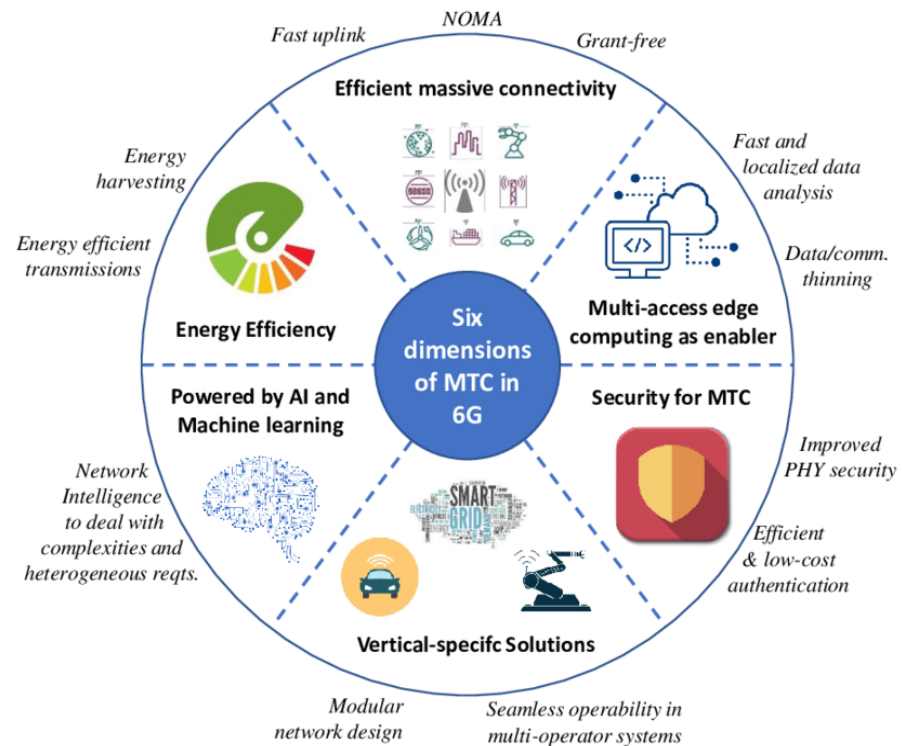 NOMA
Fast uplink
Grant-free
Efficient massive connectivity
Energy
harvesting
Energy efficient
transmissions
Energy Efficiency
Fast and
localized data
analysis
Data/comm.
thinning
</>
Multi-access edge
computing as enabler
Six
dimensions
of MTC in
6G
Powered by AI and
Machine learning
Network
Intelligence
to deal with
complexities and
heterogeneous reqts.
Security for MTC
Improved
PHY security
Efficient
& low-cost
authentication
SMART
GRID
Vertical-specifc Solutions
Modular
network design
Seamless operability in
multi-operator systems